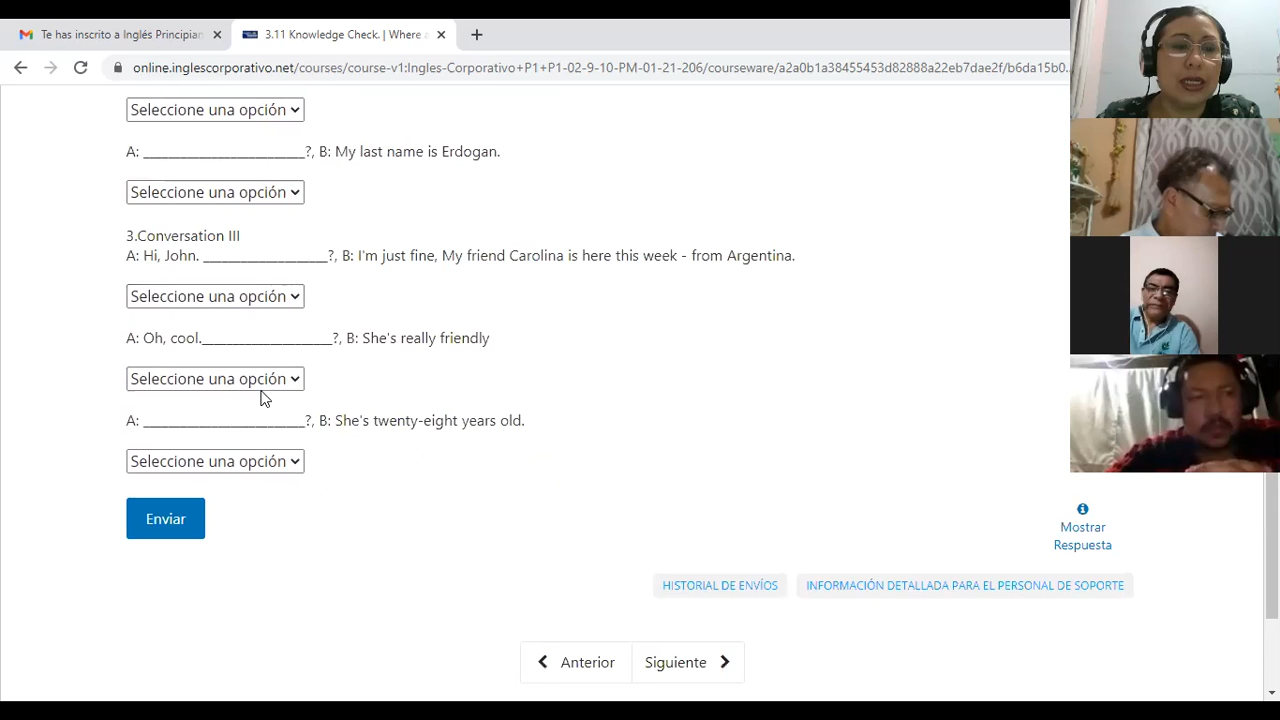 Te has inscrito a Inglés Principian
3.11 Knowledge Check. | Where a
online.inglescorporativo.net/courses/course-v1:Ingles-Corporativo+P1+P1-02-9-10-PM-01-21-206/courseware/a2a0b1a38455453d82888a22eb7dae2f/b6da15b0...
Seleccione una opción
A: _________________________?, B: My last name is Erdogan.
Seleccione una opción
3.Conversation III
A: Hi, John. ___________________?, B: I'm just fine, My friend Carolina is here this week - from Argentina.
Seleccione una opción
A: Oh, cool.____________________?, B: She's really friendly
Seleccione una opción
A: _________________________?, B: She's twenty-eight years old.
Seleccione una opción
Enviar
Mostrar
Respuesta
HISTORIAL DE ENVÍOS
INFORMACIÓN DETALLADA PARA EL PERSONAL DE SOPORTE
Anterior
Siguiente